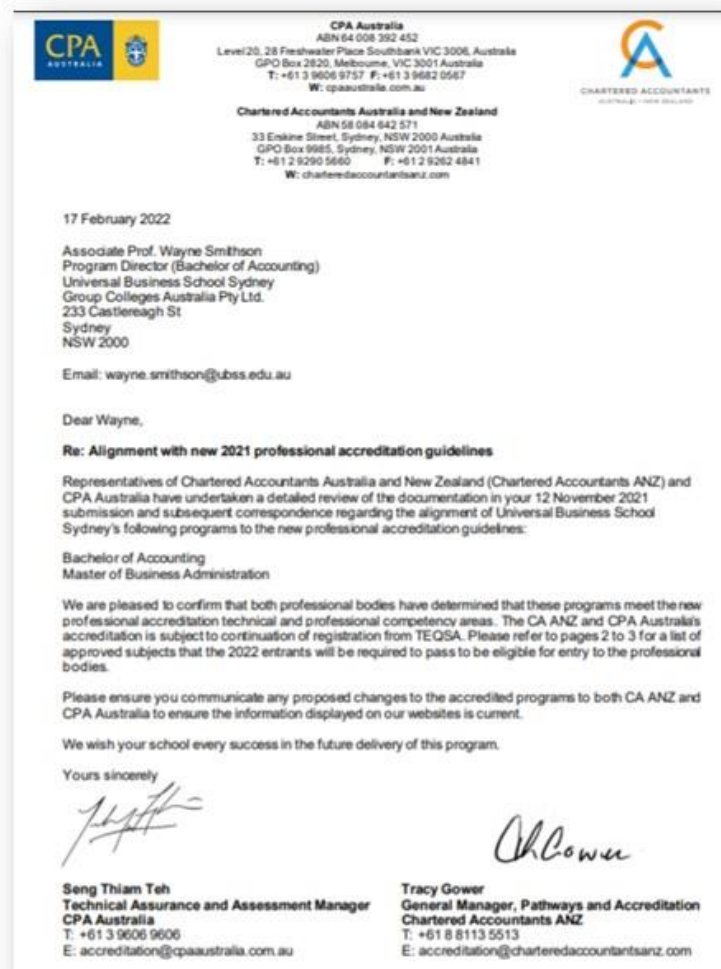 CPA
AUSTRALIA
CPA Australia
ABN 64 008 392 452
Level 20, 28 Freshwater Place Southbank VIC 3006, Australia
GPO Box 2820, Melbourne, VIC 3001 Australia
T: +61 3 9606 9757 F: +61 3 9682 0567
W: cpaaustralia.com.au
CA
CHARTERED ACCOUNTANTS
AUSTRALIA + NEW ZEALAND
Chartered Accountants Australia and New Zealand
ABN 58 084 642 571
33 Erskine Street, Sydney, NSW 2000 Australia
GPO Box 9985, Sydney, NSW 2001 Australia
T: +61 2 9290 5660 F: +61 2 9262 4841
W: charteredaccountantsanz.com
17 February 2022
Associate Prof. Wayne Smithson
Program Director (Bachelor of Accounting)
Universal Business School Sydney
Group Colleges Australia Pty Ltd.
233 Castlereagh St
Sydney
NSW 2000
Email: wayne.smithson@ubss.edu.au
Dear Wayne,
Re: Alignment with new 2021 professional accreditation guidelines
Representatives of Chartered Accountants Australia and New Zealand (Chartered Accountants ANZ) and
CPA Australia have undertaken a detailed review of the documentation in your 12 November 2021
submission and subsequent correspondence regarding the alignment of Universal Business School
Sydney's following programs to the new professional accreditation guidelines:
Bachelor of Accounting
Master of Business Administration
We are pleased to confirm that both professional bodies have determined that these programs meet the new
professional accreditation technical and professional competency areas. The CA ANZ and CPA Australia's
accreditation is subject to continuation of registration from TEQSA. Please refer to pages 2 to 3 for a list of
approved subjects that the 2022 entrants will be required to pass to be eligible for entry to the professional
bodies.
Please ensure you communicate any proposed changes to the accredited programs to both CA ANZ and
CPA Australia to ensure the information displayed on our websites is current.
We wish your school every success in the future delivery of this program.
Yours sincerely
Seng Thiam Teh
Technical Assurance and Assessment Manager
CPA Australia
T: +61 3 9606 9606
E: accreditation@cpaaustralia.com.au
Tracy Gower
General Manager, Pathways and Accreditation
Chartered Accountants ANZ
T: +61 8 8113 5513
E: accreditation@charteredaccountantsanz.com